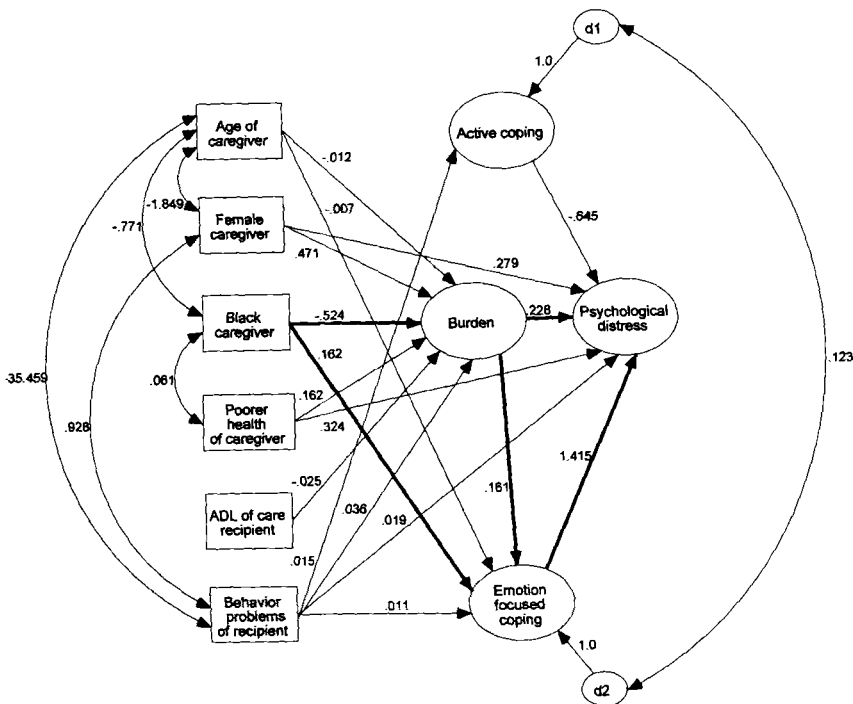 d1
1.0
Age of
caregiver
Active coping
-.012
-.007
-.645
-1.849
-.771
Female
caregiver
.471
.279
Black
caregiver
-.524
Burden
.228
Psychological
distress
.162
.123
-35.459
.061
.162
Poorer
health
of caregiver
.324
.928
1.415
-.025
.161
ADL of care
recipient
.036
.019
.015
Behavior
problems
of recipient
.011
Emotion
focused
coping
1.0
d2